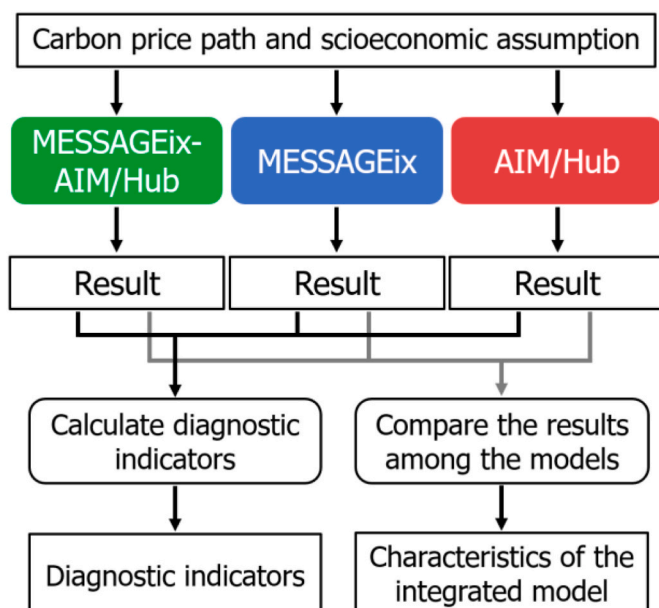 Carbon price path and scioeconomic assumption
MESSAGEix-
AIM/Hub
MESSAGEix
AIM/Hub
Result
Result
Result
Calculate diagnostic
indicators
Compare the results
among the models
Diagnostic indicators
Characteristics of the
integrated model